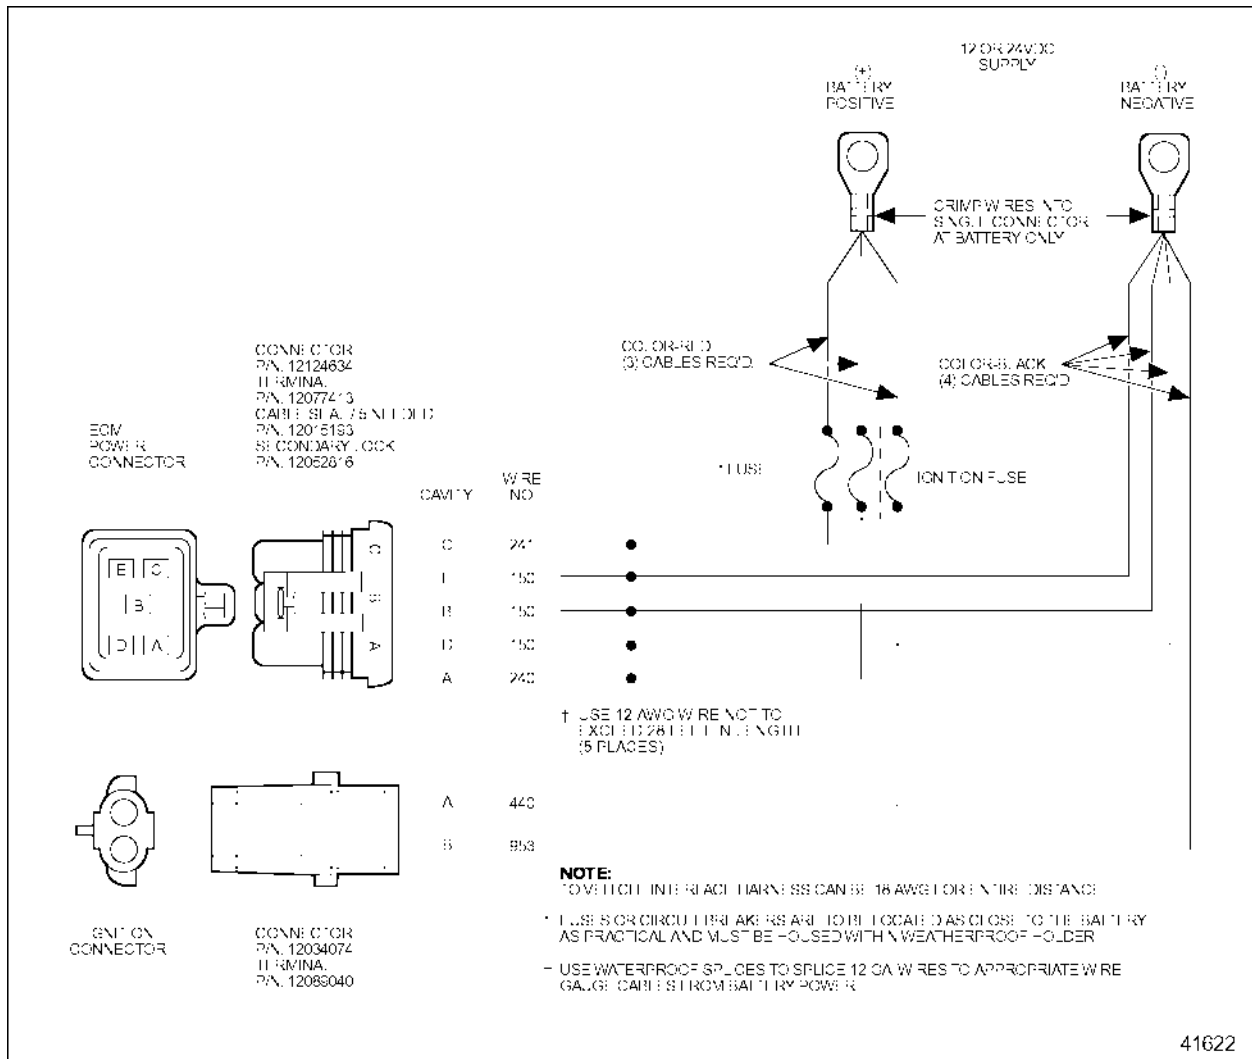 12 OR 24VDC
SUPPLY
(+)
BATTERY
POSITIVE
(-)
BATTERY
NEGATIVE
CRIMP WIRES INTO
SINGLE CONNECTOR
AT BATTERY ONLY
COLOR-RED
(3) CABLES REQ'D.
COLOR-BLACK
(4) CABLES REQ'D
CONNECTOR
P/N. 12124634
TERMINAL
P/N. 12077413
CABLE SEAL / 5 NEEDED
P/N. 12015193
SECONDARY LOCK
P/N. 12052816
ECM
POWER
CONNECTOR
* FUSE
IGNITION FUSE
CAVITY
WIRE
NO.
E C
B
D A
C
B
A
C 241
E 150
B 150
D 150
A 240
† USE 12 AWG WIRE NOT TO
EXCEED 28 FEET IN LENGTH
(5 PLACES)
A 440
B 953
IGNITION
CONNECTOR
CONNECTOR
P/N. 12034074
TERMINAL
P/N. 12089040
NOTE:
TO VEHICLE INTERFACE HARNESS CAN BE 18 AWG FOR ENTIRE DISTANCE
* FUSES OR CIRCUIT BREAKERS ARE TO BE LOCATED AS CLOSE TO THE BATTERY
AS PRACTICAL AND MUST BE HOUSED WITHIN WEATHERPROOF HOLDER
USE WATERPROOF SPLICES TO SPLICE 12 GA. WIRES TO APPROPRIATE WIRE
GAUGE CABLES FROM BATTERY POWER
41622